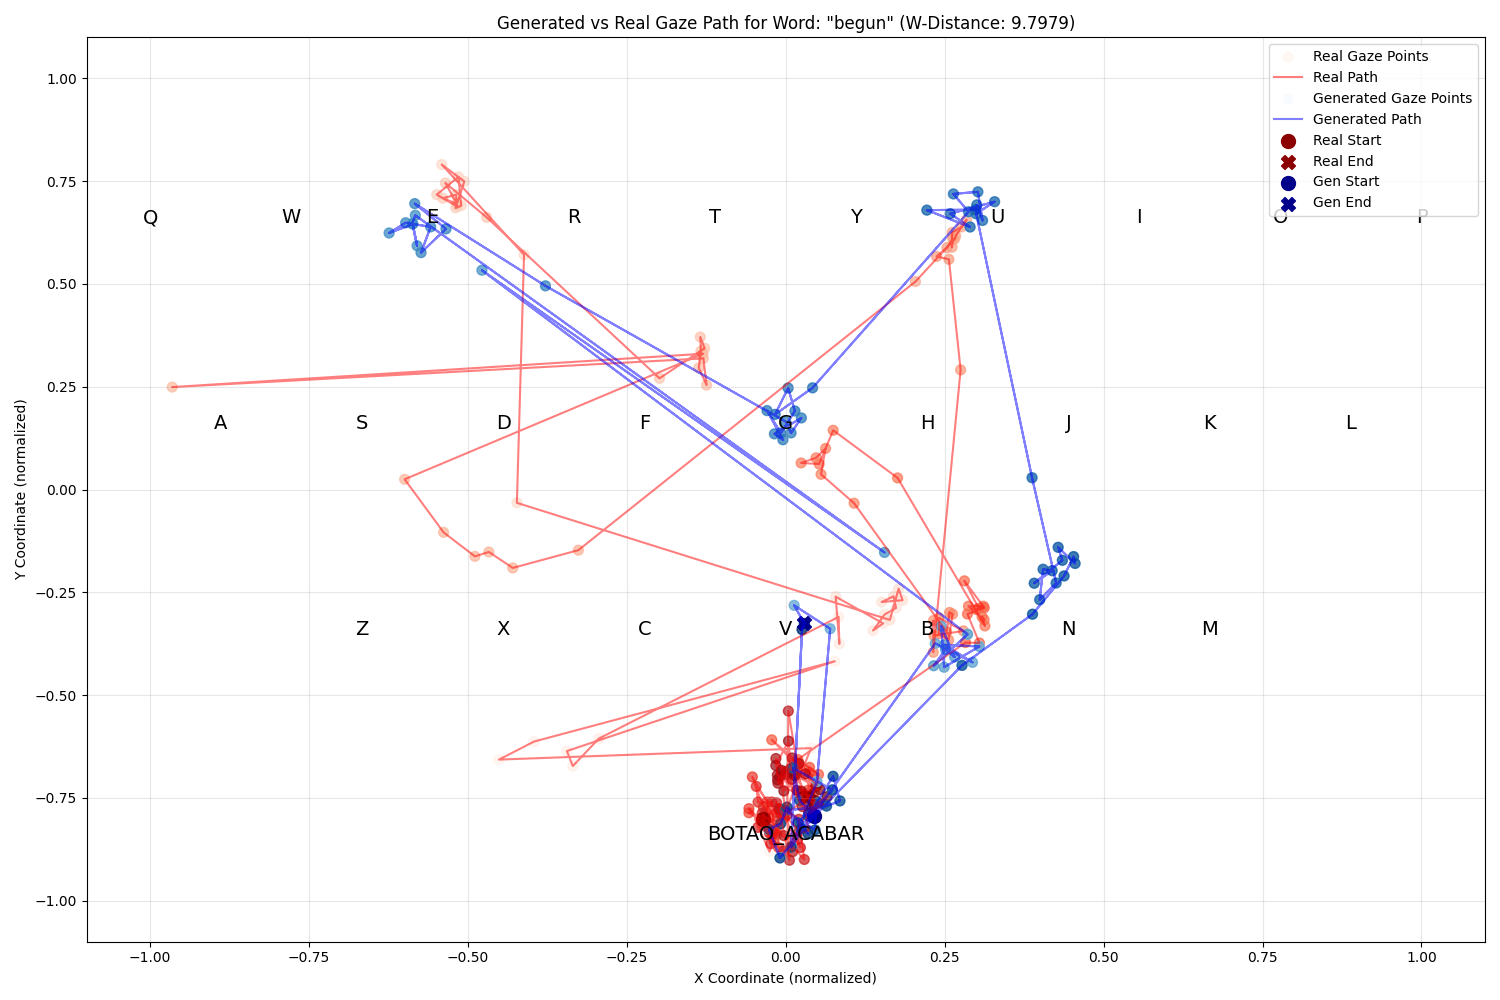 Generated vs Real Gaze Path for Word: "begun" (W-Distance: 9.7979)
Real Gaze Points
Real Path
Generated Gaze Points
Generated Path
Real Start
Real End
Gen Start
Gen End
Y Coordinate (normalized)
1.00
0.75
0.50
0.25
0.00
−0.25
−0.50
−0.75
−1.00
Q W E R T Y U I O P
A S D F G H J K L
Z X C V B N M
BOTAO_ACABAR
−1.00 −0.75 −0.50 −0.25 0.00 0.25 0.50 0.75 1.00
X Coordinate (normalized)